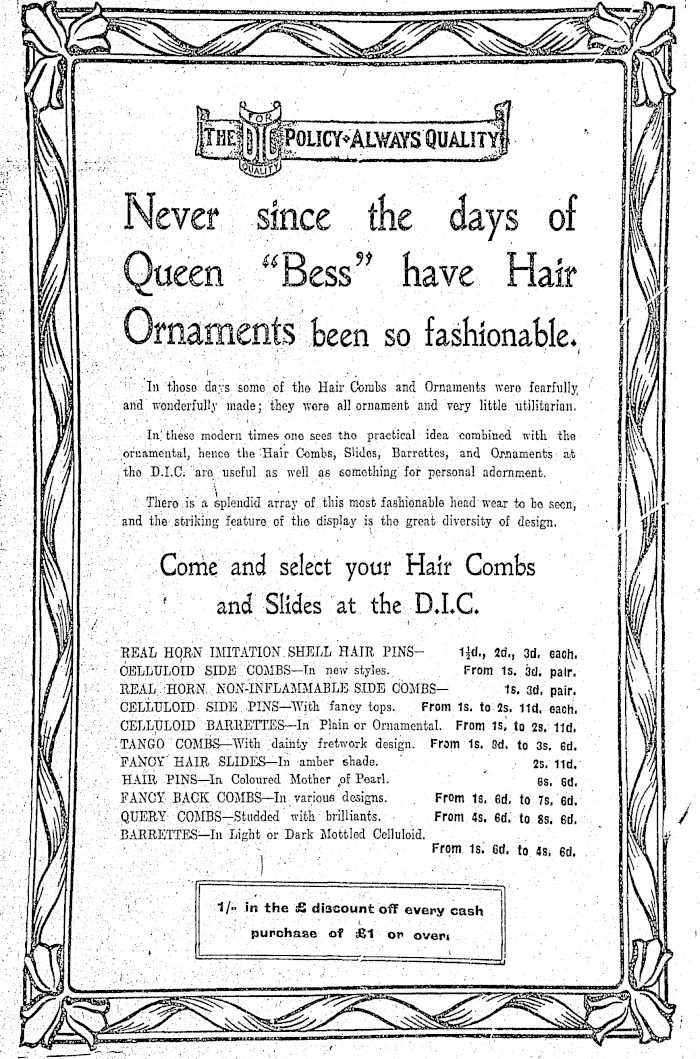 THE DIC POLICY ALWAYS QUALITY
FOR
QUALITY
Never since the days of
Queen “Bess” have Hair
Ornaments been so fashionable.
In those days some of the Hair Combs and Ornaments were fearfully
and wonderfully made; they were all ornament and very little utilitarian.
In these modern times one sees the practical idea combined with the
ornamental, hence the Hair Combs, Slides, Barrettes, and Ornaments at
the D.I.C. are useful as well as something for personal adornment.
There is a splendid array of this most fashionable head wear to be seen,
and the striking feature of the display is the great diversity of design.
Come and select your Hair Combs
and Slides at the D.I.C.
REAL HORN IMITATION SHELL HAIR PINS— 1½d., 2d., 3d. each.
CELLULOID SIDE COMBS—In new styles. From 1s. 3d. pair.
REAL HORN NON-INFLAMMABLE SIDE COMBS— 1s. 3d. pair.
CELLULOID SIDE PINS—With fancy tops. From 1s. to 2s. 11d. each.
CELLULOID BARRETTES—In Plain or Ornamental. From 1s. to 2s. 11d.
TANGO COMBS—With dainty fretwork design. From 1s. 9d. to 3s. 6d.
FANCY HAIR SLIDES—In amber shade. 2s. 11d.
HAIR PINS—In Coloured Mother of Pearl. 6s. 6d.
FANCY BACK COMBS—In various designs. From 1s. 6d. to 7s. 6d.
QUERY COMBS—Studded with brilliants. From 4s. 6d. to 8s. 6d.
BARRETTES—In Light or Dark Mottled Celluloid.
From 1s. 6d. to 4s. 6d.
1/- in the £ discount off every cash
purchase of £1 or over.